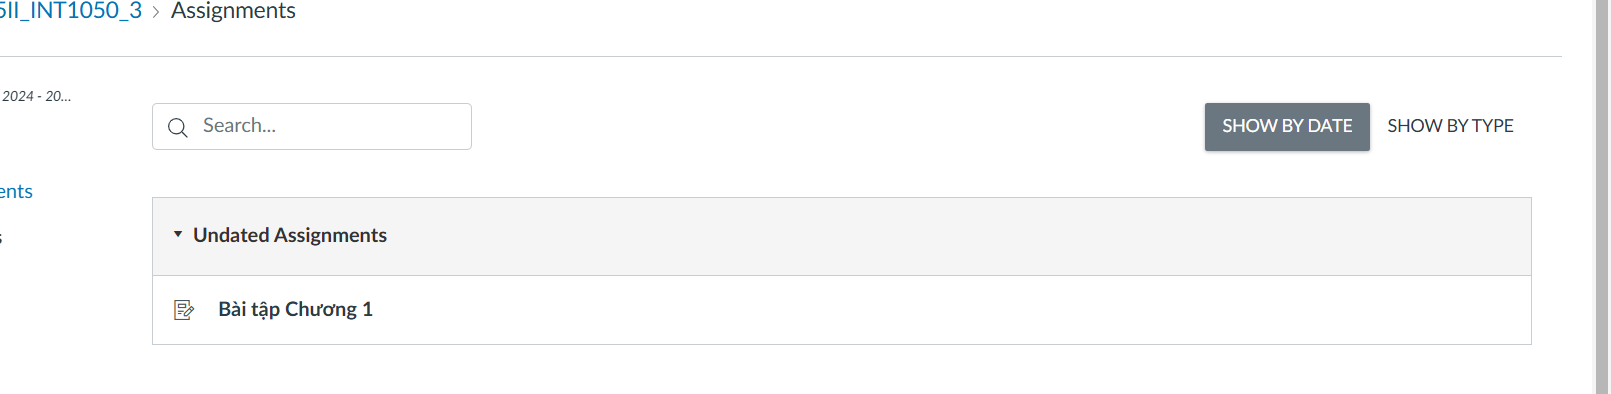 5II_INT1050_3 > Assignments
2024 - 20...
Search...
SHOW BY DATE
SHOW BY TYPE
ents
s
Undated Assignments
Bài tập Chương 1